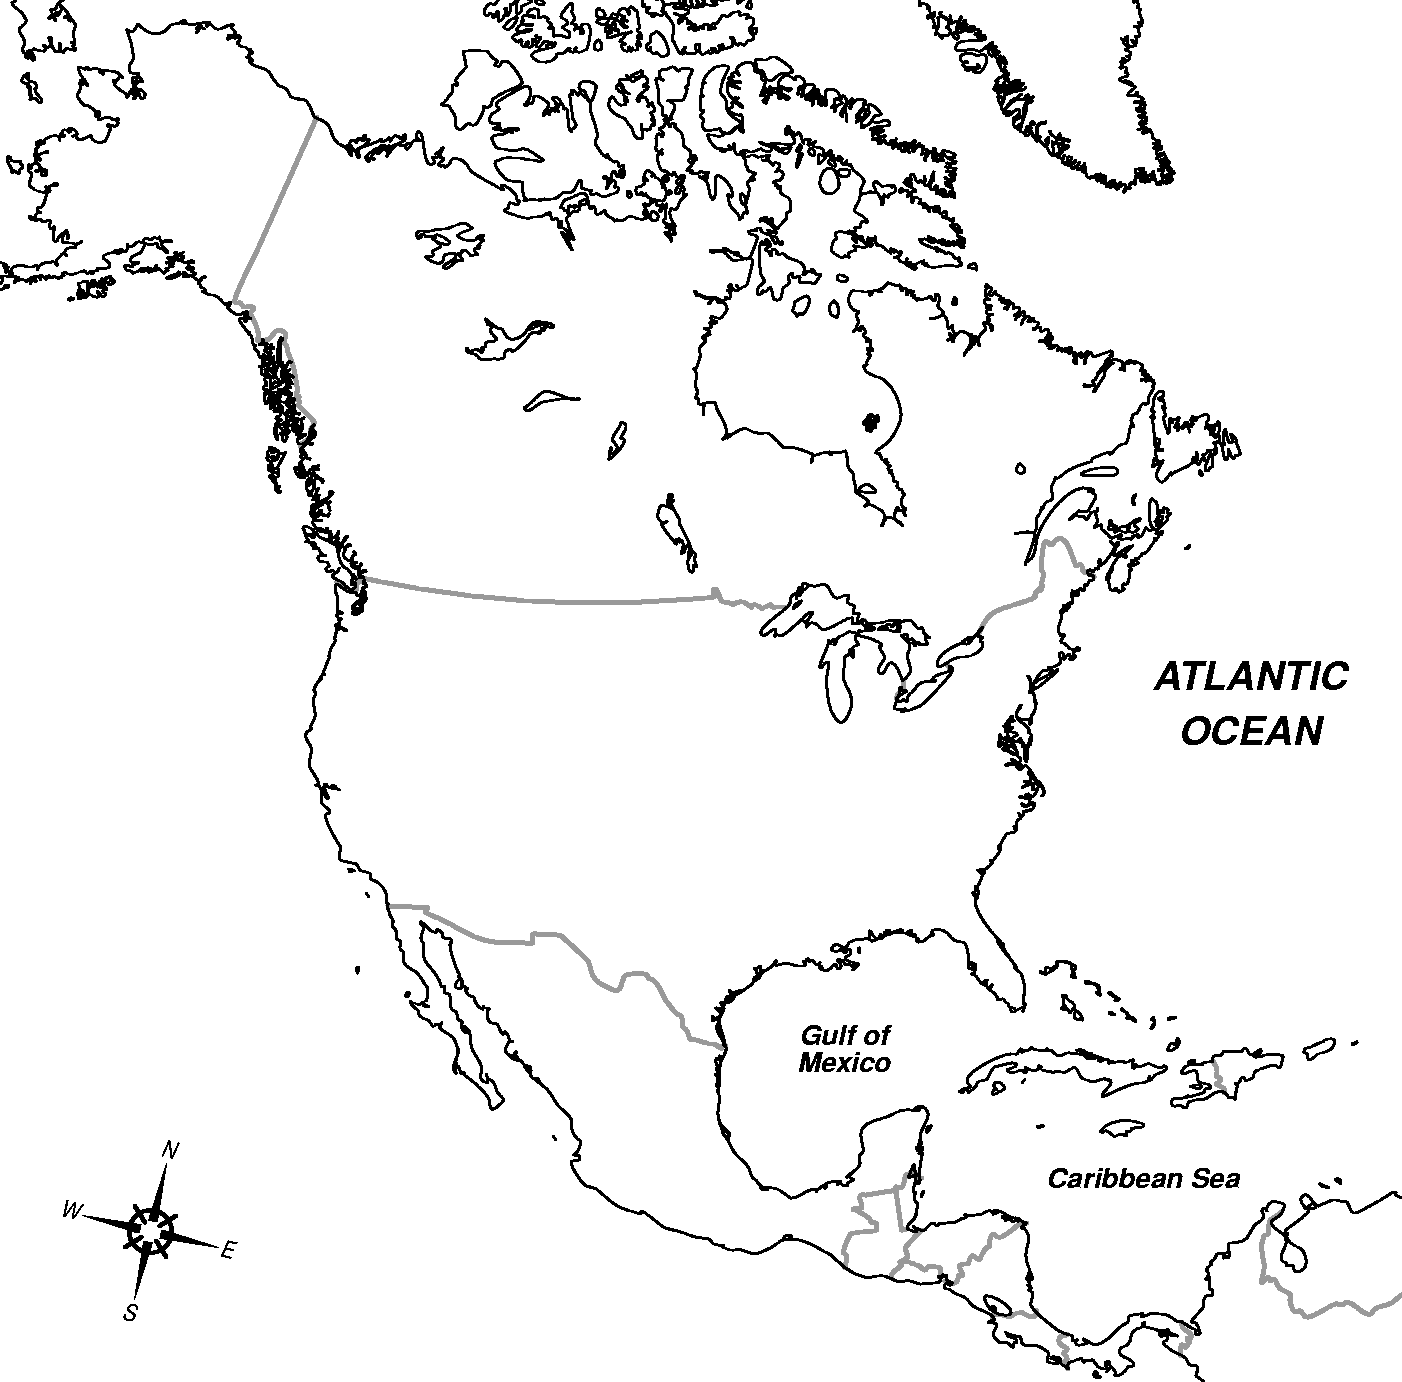 ATLANTIC
OCEAN
Gulf of
Mexico
Caribbean Sea
N
W
E
S